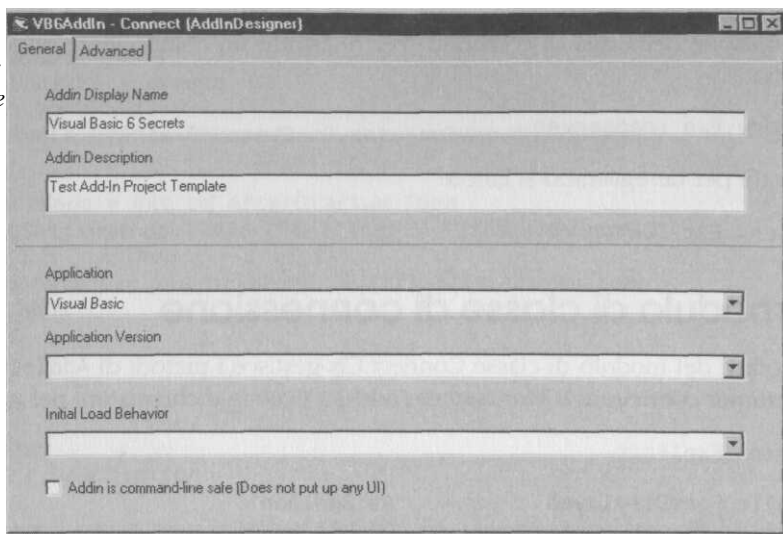 VB6AddIn - Connect (AddInDesigner)
General
Advanced
Addin Display Name
Visual Basic 6 Secrets
Addin Description
Test Add-In Project Template
Application
Visual Basic
Application Version
Initial Load Behavior
Addin is command-line safe (Does not put up any UI)